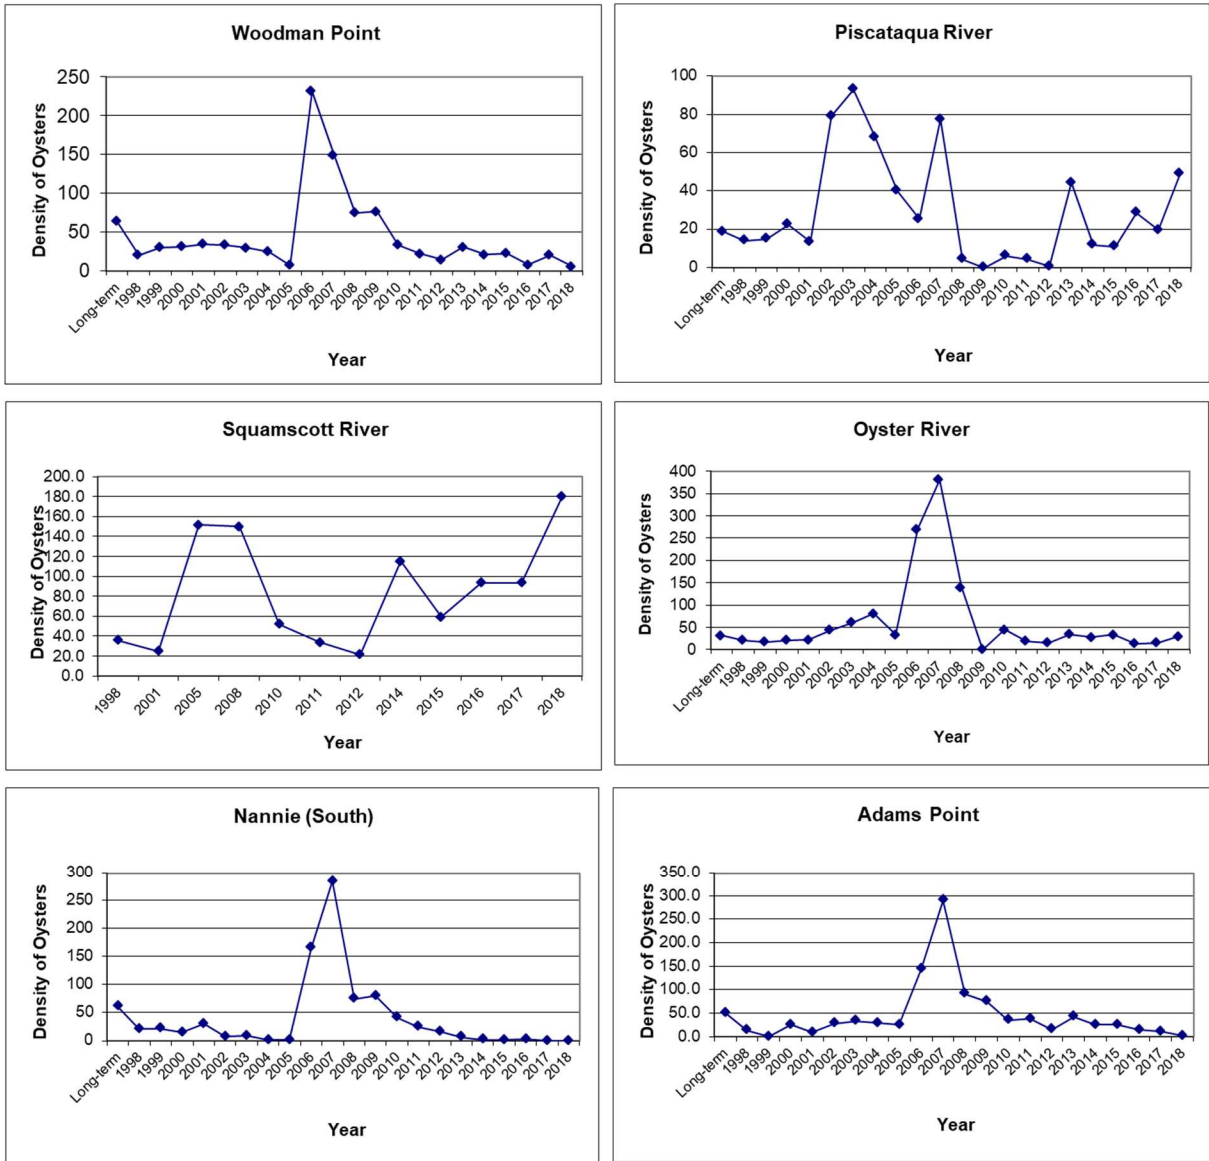 Woodman Point
Density of Oysters
250
200
150
100
50
0
Long-term 1998 1999 2000 2001 2002 2003 2004 2005 2006 2007 2008 2009 2010 2011 2012 2013 2014 2015 2016 2017 2018
Year
Piscataqua River
Density of Oysters
100
80
60
40
20
0
Long-term 1998 1999 2000 2001 2002 2003 2004 2005 2006 2007 2008 2009 2010 2011 2012 2013 2014 2015 2016 2017 2018
Year
Squamscott River
Density of Oysters
200.0
180.0
160.0
140.0
120.0
100.0
80.0
60.0
40.0
20.0
0.0
1998 2001 2005 2008 2010 2011 2012 2014 2015 2016 2017 2018
Year
Oyster River
Density of Oysters
400
350
300
250
200
150
100
50
0
Long-term 1998 1999 2000 2001 2002 2003 2004 2005 2006 2007 2008 2009 2010 2011 2012 2013 2014 2015 2016 2017 2018
Year
Nannie (South)
Density of Oysters
300
250
200
150
100
50
0
Long-term 1998 1999 2000 2001 2002 2003 2004 2005 2006 2007 2008 2009 2010 2011 2012 2013 2014 2015 2016 2017 2018
Year
Adams Point
Density of Oysters
350.0
300.0
250.0
200.0
150.0
100.0
50.0
0.0
Long-term 1998 1999 2000 2001 2002 2003 2004 2005 2006 2007 2008 2009 2010 2011 2012 2013 2014 2015 2016 2017 2018
Year